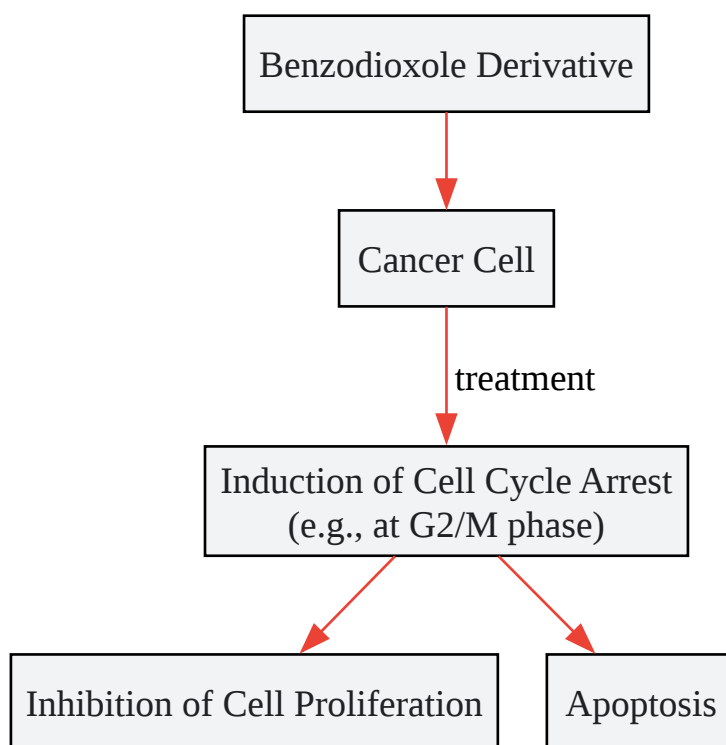 Benzodioxole Derivative
Cancer Cell
treatment
Induction of Cell Cycle Arrest
(e.g., at G2/M phase)
Inhibition of Cell Proliferation
Apoptosis